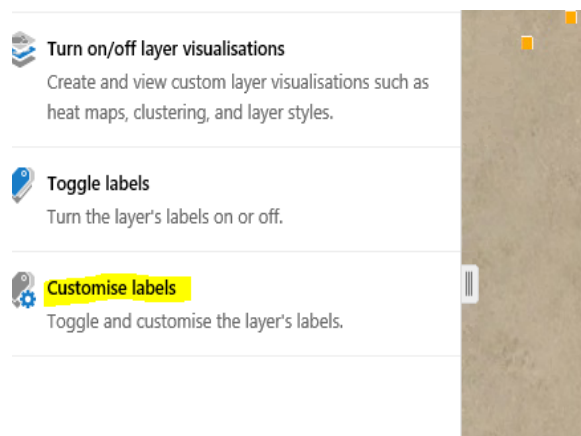 Turn on/off layer visualisations
Create and view custom layer visualisations such as
heat maps, clustering, and layer styles.
Toggle labels
Turn the layer's labels on or off.
Customise labels
Toggle and customise the layer's labels.